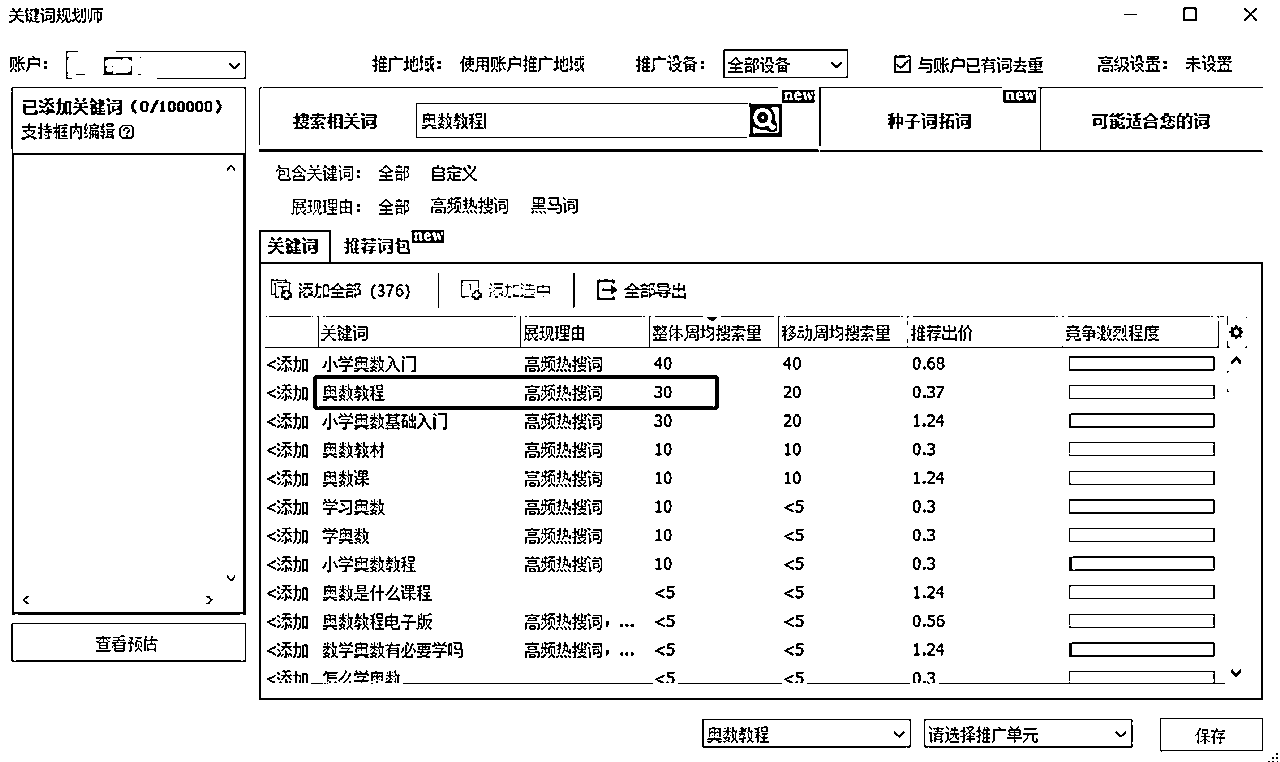 关键词规划师
账户： 推广地域： 使用账户推广地域 推广设备： 全部设备 与账户已有词去重 高级设置： 未设置
已添加关键词（0/100000）
支持框内编辑?
搜索相关词 奥数教程 new 种子词拓词 new 可能适合您的词
包含关键词： 全部 自定义
展现理由： 全部 高频热搜词 黑马词
关键词 推荐词包 new
添加全部（376） 添加选中 全部导出
关键词 展现理由 整体周均搜索量 移动周均搜索量 推荐出价 竞争激烈程度
<添加 小学奥数入门 高频热搜词 40 40 0.68
<添加 奥数教程 高频热搜词 30 20 0.37
<添加 小学奥数基础入门 高频热搜词 30 20 1.24
<添加 奥数教材 高频热搜词 10 10 0.3
<添加 奥数课 高频热搜词 10 10 1.24
<添加 学习奥数 高频热搜词 10 <5 0.3
<添加 学奥数 高频热搜词 10 <5 0.3
<添加 小学奥数教程 高频热搜词 10 <5 0.3
<添加 奥数是什么课程 <5 <5 1.24
<添加 奥数教程电子版 高频热搜词，... <5 <5 0.56
<添加 数学奥数有必要学吗 高频热搜词，... <5 <5 1.24
<添加 怎么学奥数 <5 <5 0.3
查看预估
奥数教程 请选择推广单元 保存